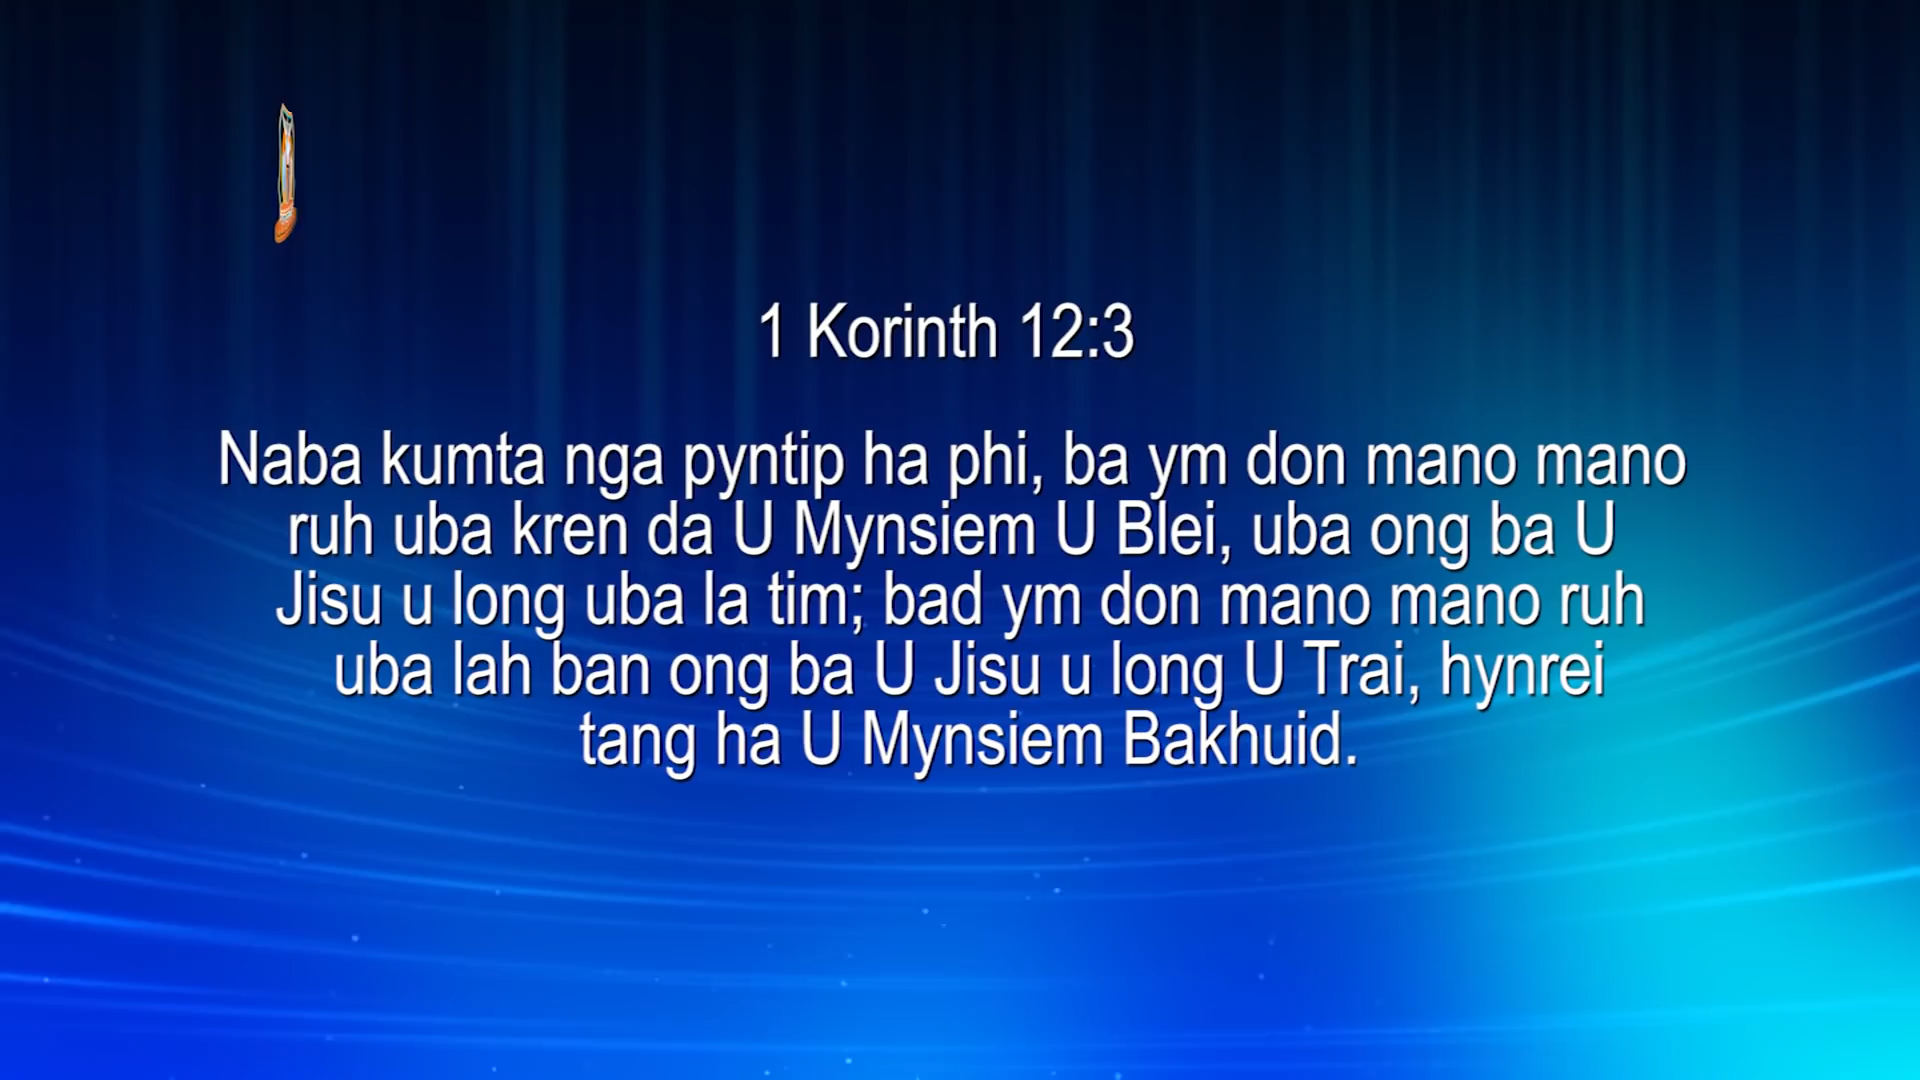 1 Korinth 12:3
Naba kumta nga pyntip ha phi, ba ym don mano mano
ruh uba kren da U Mynsiem U Blei, uba ong ba U
Jisu u long uba la tim; bad ym don mano mano ruh
uba lah ban ong ba U Jisu u long U Trai, hynrei
tang ha U Mynsiem Bakhuid.